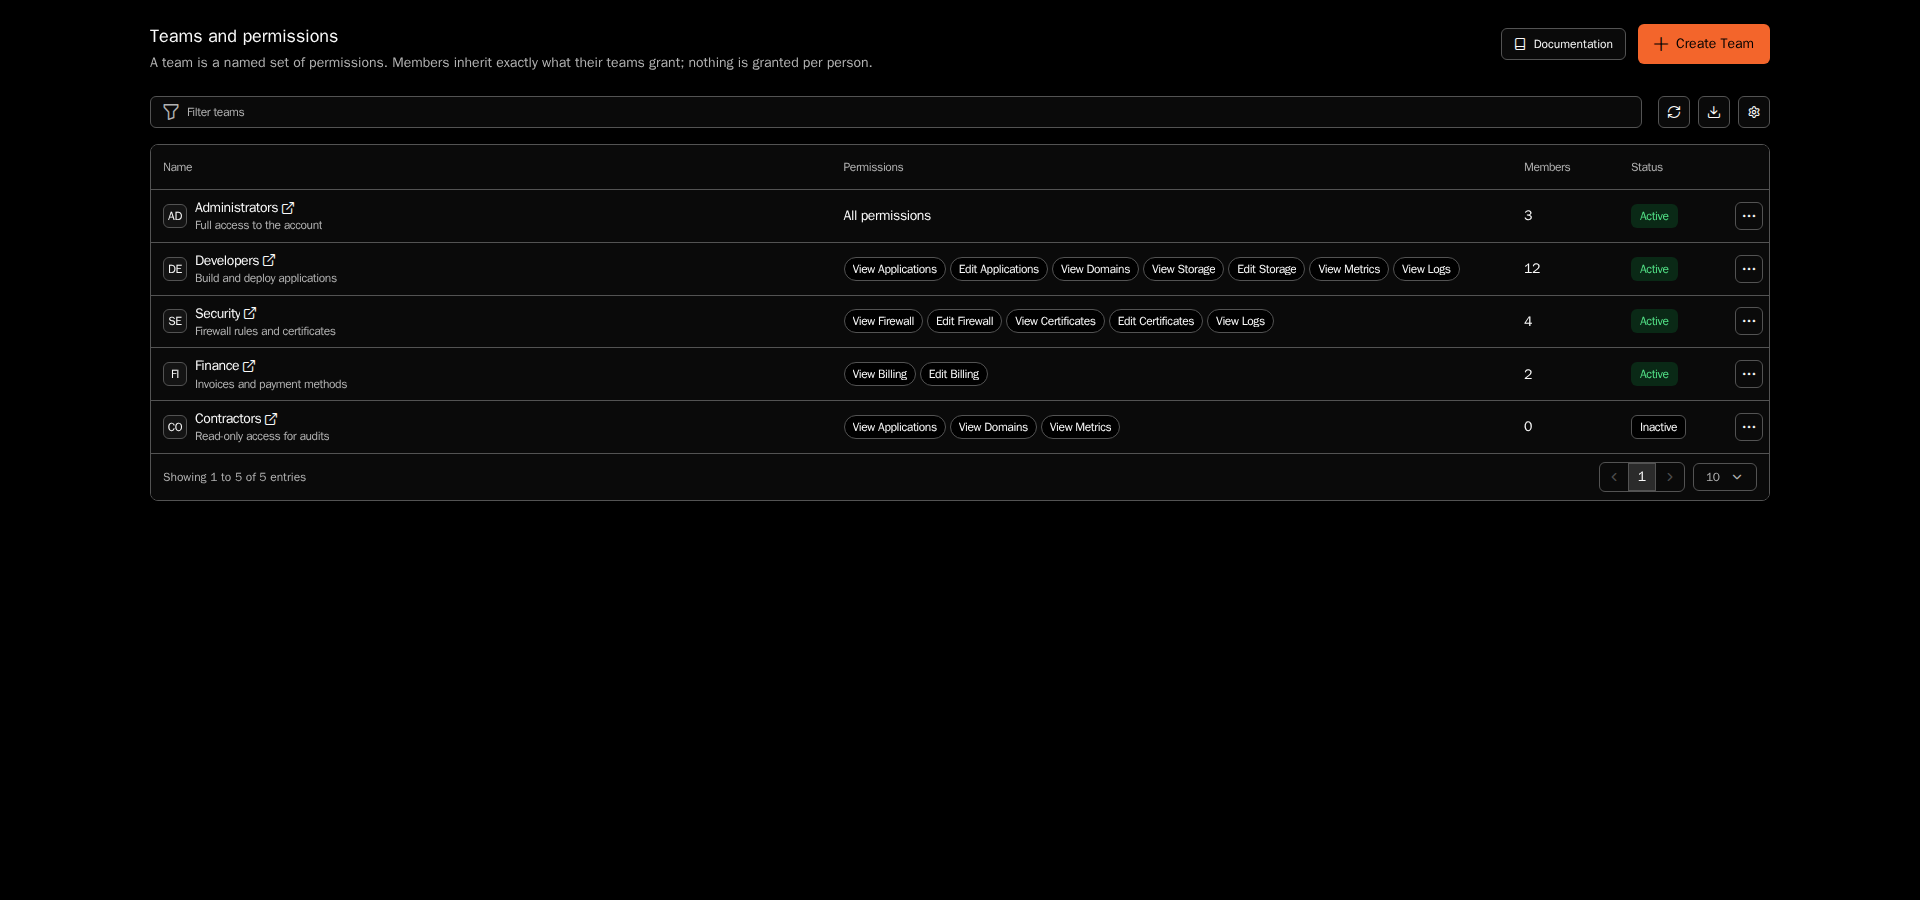 Teams and permissions
A team is a named set of permissions. Members inherit exactly what their teams grant; nothing is granted per person.
Documentation
Create Team
Filter teams
Name Permissions Members Status
AD Administrators All permissions 3 Active
Full access to the account
DE Developers View Applications Edit Applications View Domains View Storage Edit Storage View Metrics View Logs 12 Active
Build and deploy applications
SE Security View Firewall Edit Firewall View Certificates Edit Certificates View Logs 4 Active
Firewall rules and certificates
FI Finance View Billing Edit Billing 2 Active
Invoices and payment methods
CO Contractors View Applications View Domains View Metrics 0 Inactive
Read-only access for audits
Showing 1 to 5 of 5 entries 1 10